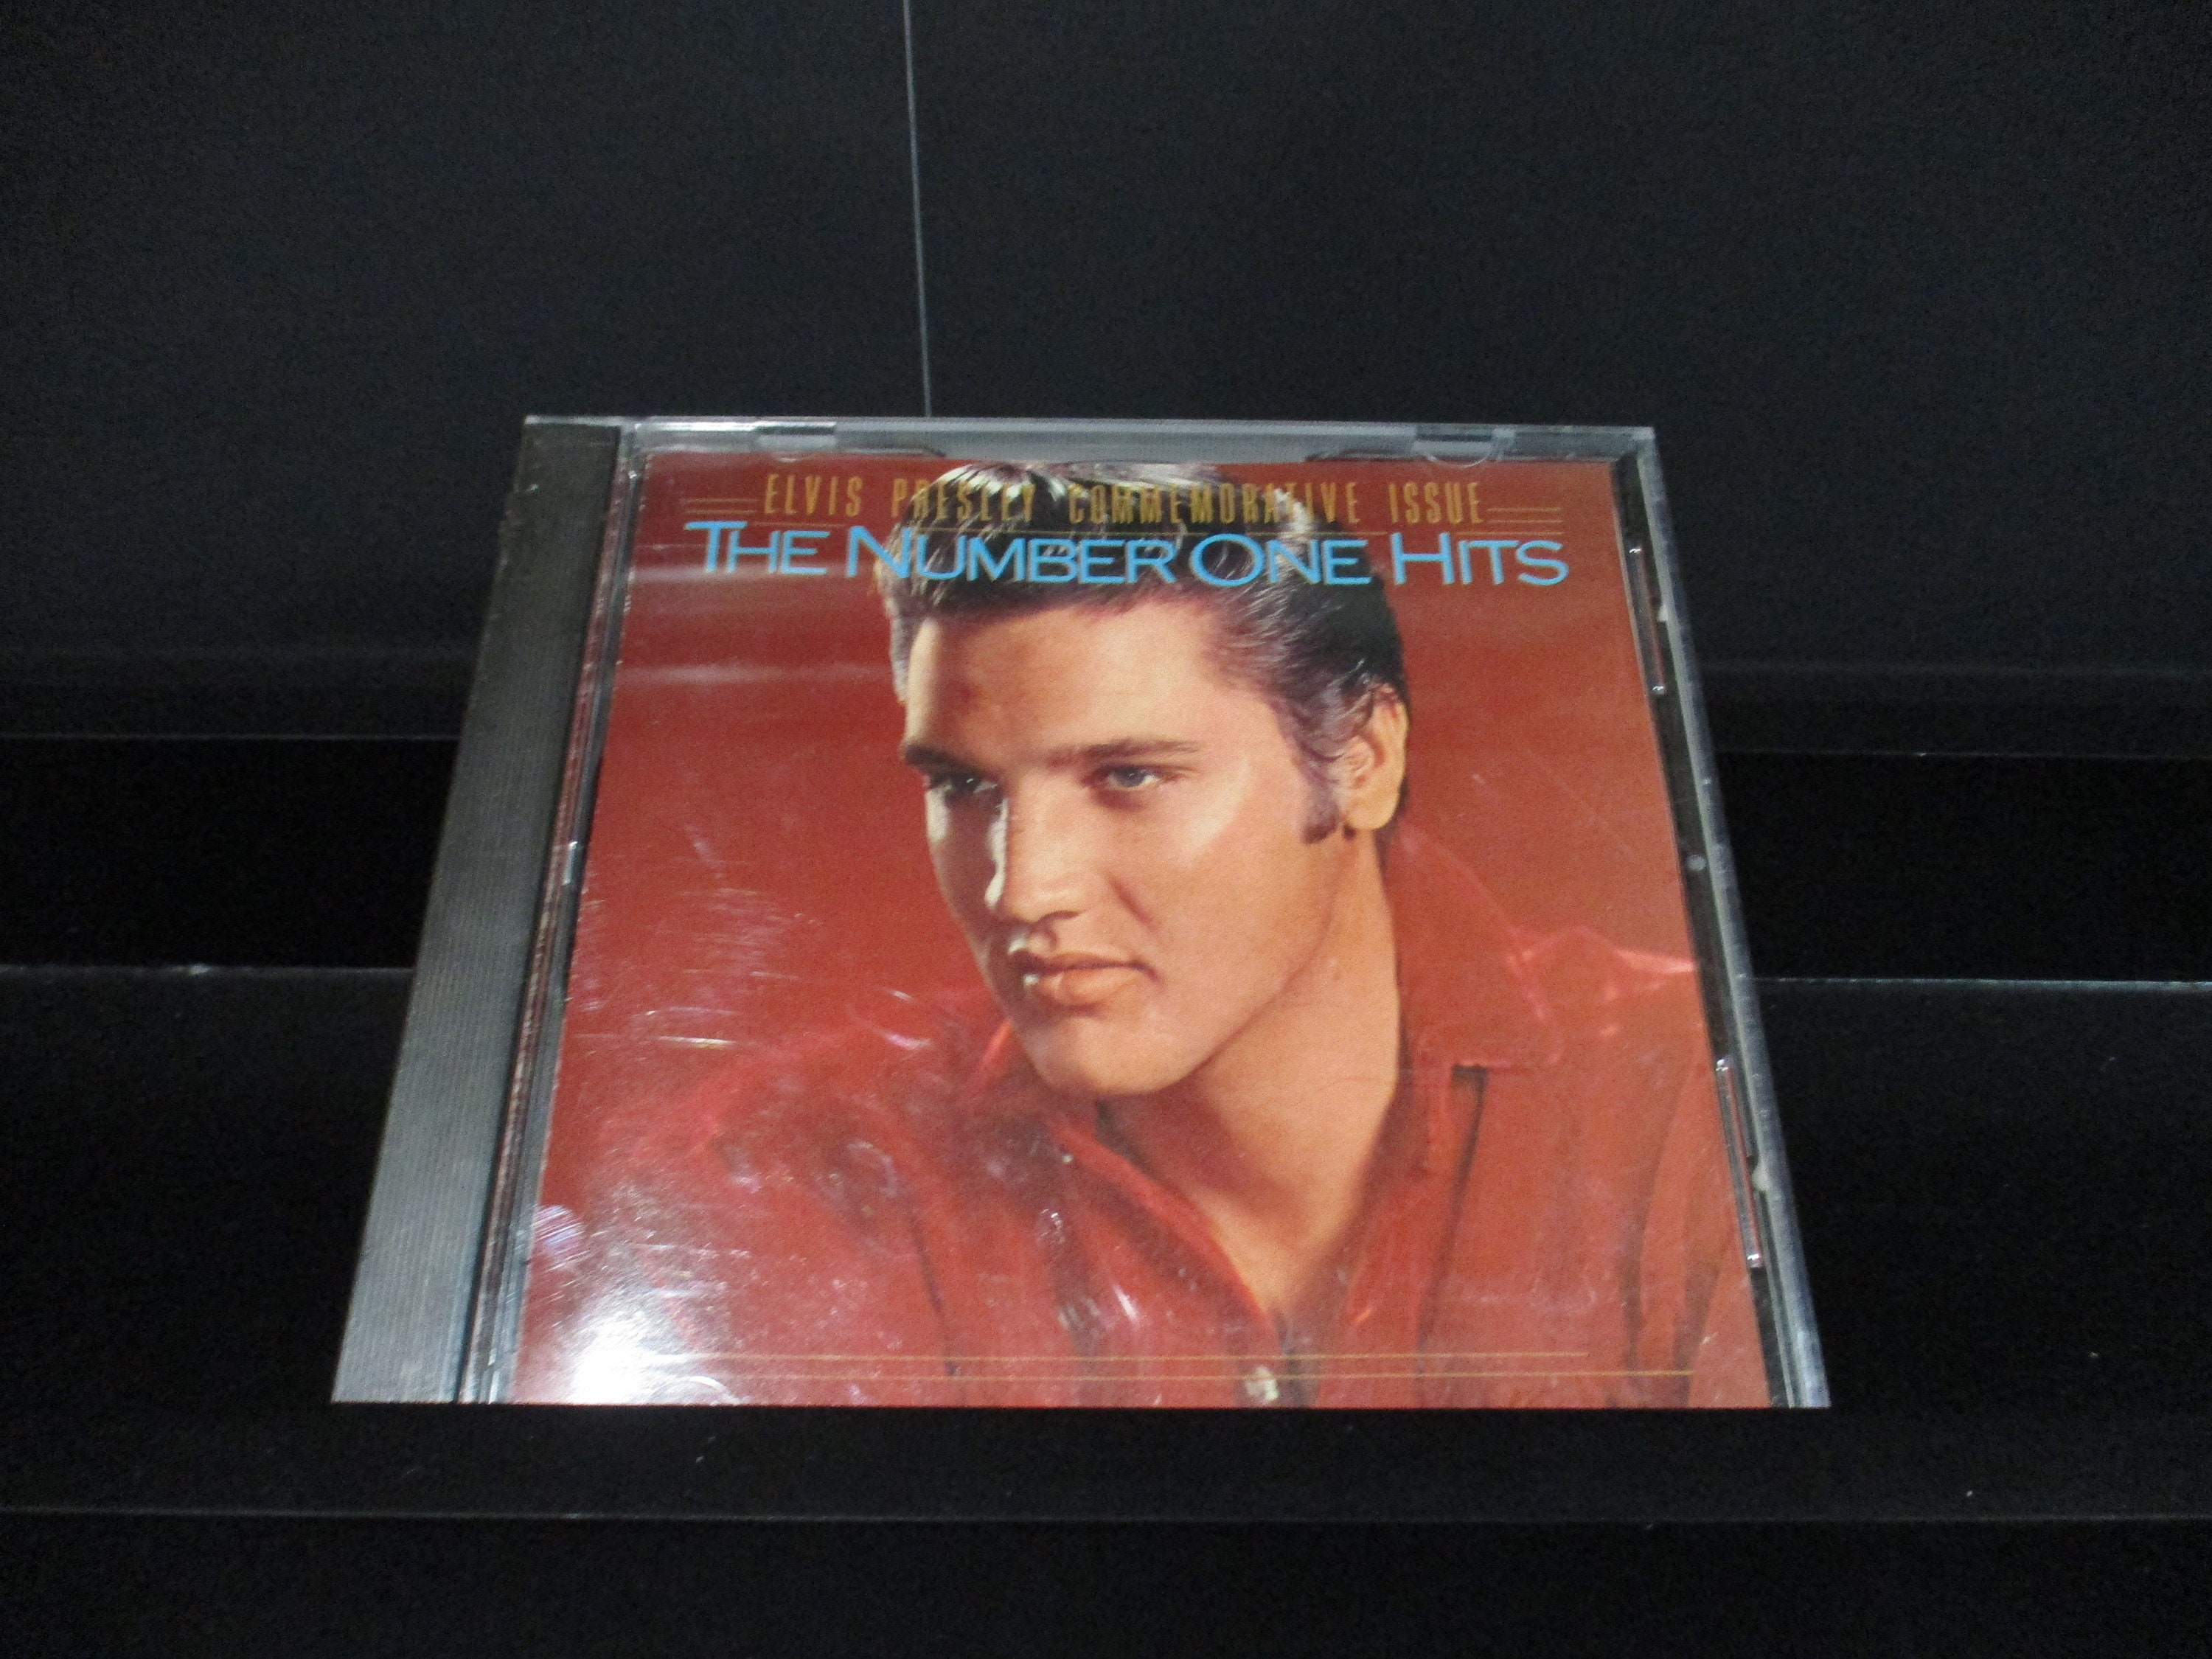 ELVIS PRESLEY COMMEMORATIVE ISSUE
THE NUMBER ONE HITS